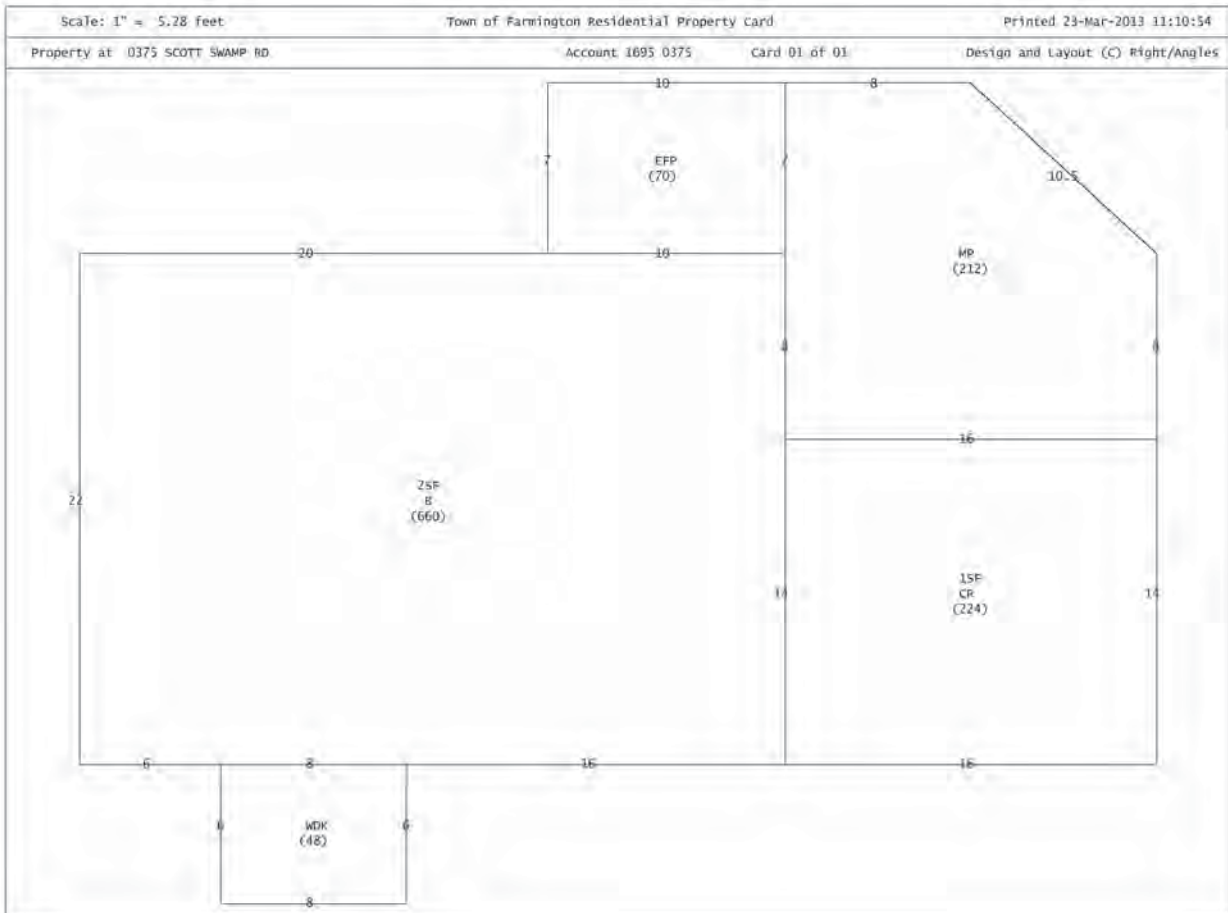 Scale: 1" = 5.28 feet
Town of Farmington Residential Property Card
Printed 23-Mar-2013 11:10:54
Property at 0375 SCOTT SWAMP RD
Account 1695 0375
Card 01 of 01
Design and Layout (C) Right/Angles
10
8
7
EFP
(70)
7
10.5
20
10
MP
(212)
8
8
16
22
2SF
B
(660)
1SF
CR
(224)
14
14
6
8
16
16
6
WDK
(48)
6
8